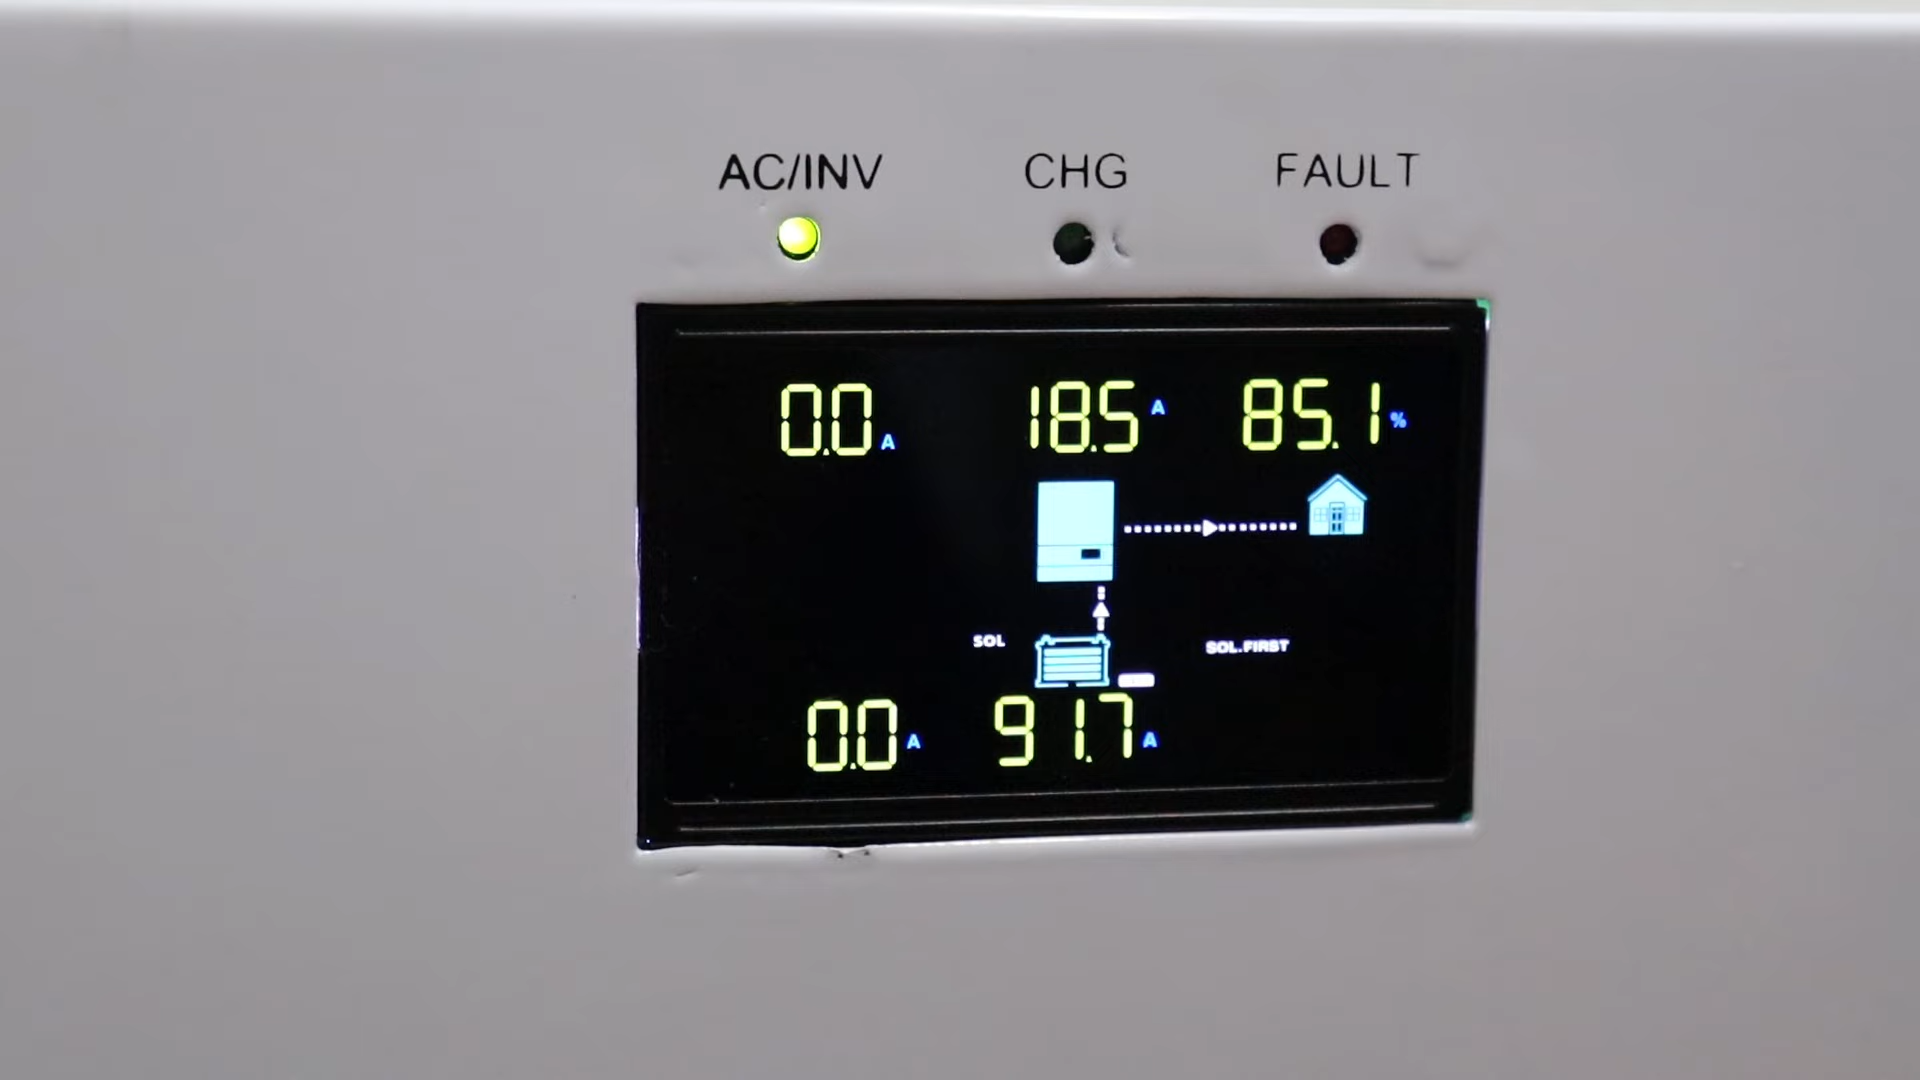 AC/INV CHG FAULT
0.0 A 18.5 A 85.1 %
SOL SOL.FIRST
0.0 A 91.7 A